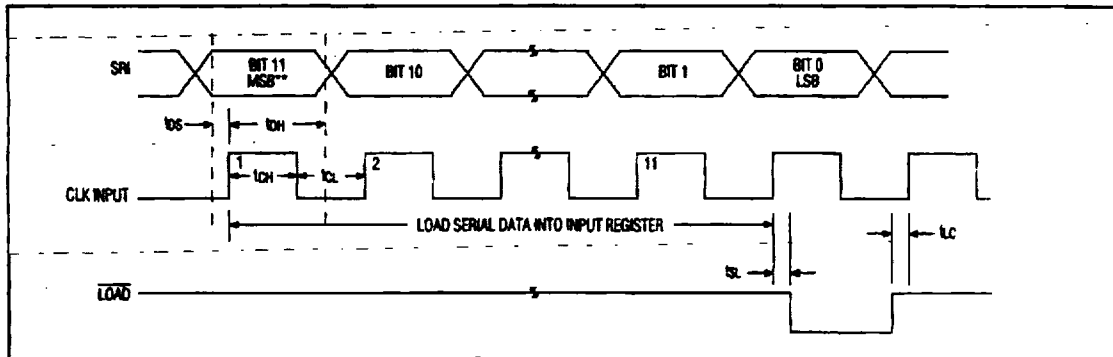 SRI
BIT 11
MSB**
BIT 10
BIT 1
BIT 0
LSB
tDS
tDH
CLK INPUT
1
tCH
tCL
2
11
LOAD SERIAL DATA INTO INPUT REGISTER
tSL
tLC
LOAD